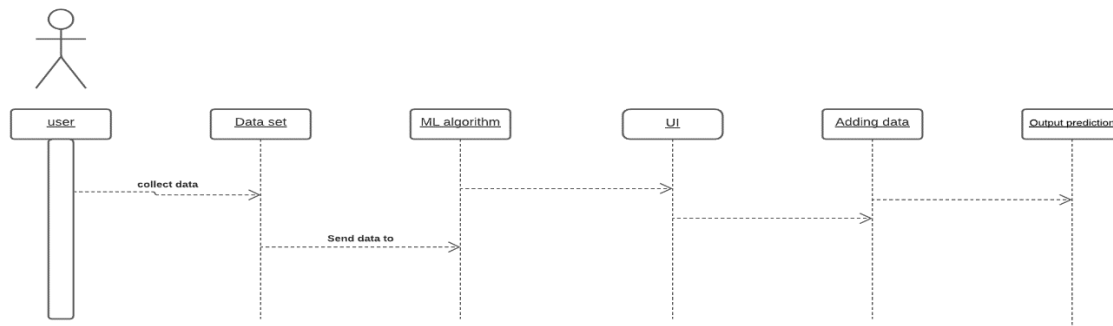 user
Data set
ML algorithm
UI
Adding data
Output prediction
collect data
Send data to